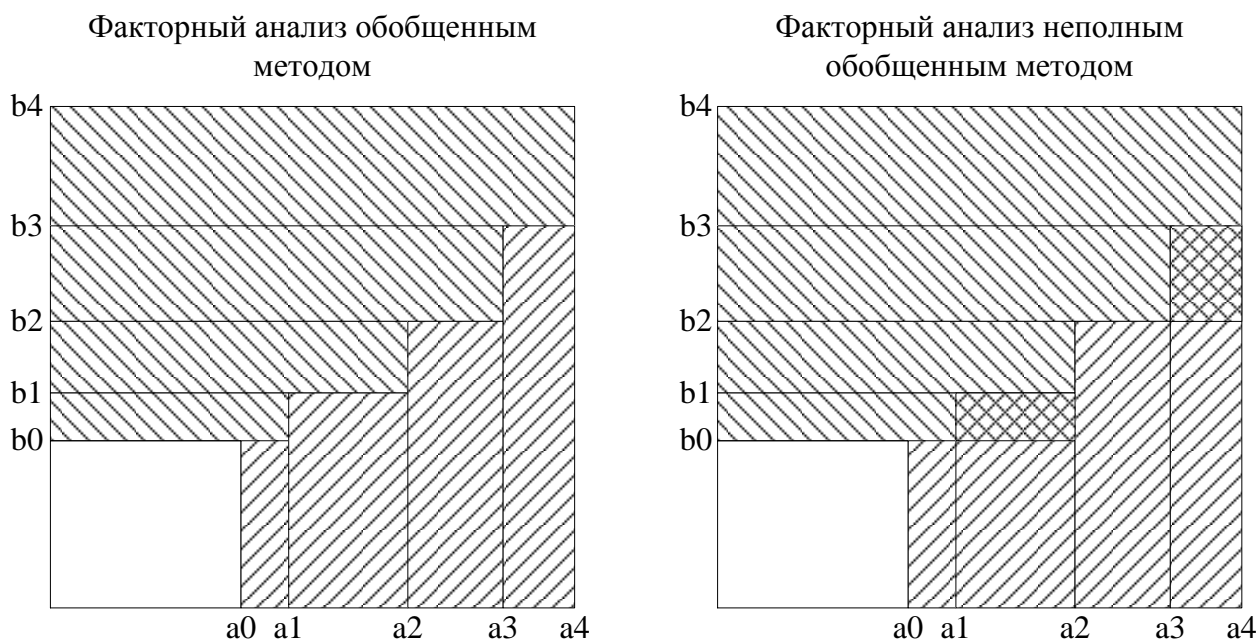 Факторный анализ обобщенным
методом
b4
b3
b2
b1
b0
a0 a1 a2 a3 a4
Факторный анализ неполным
обобщенным методом
b4
b3
b2
b1
b0
a0 a1 a2 a3 a4